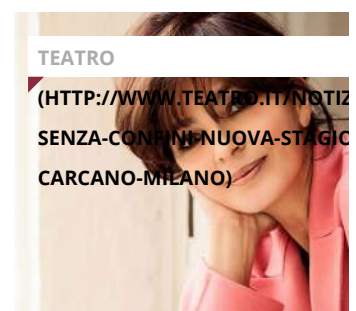 TEATRO
(HTTP://WWW.TEATRO.IT/NOTIZ
SENZA-CONFINI-NUOVA-STAGIO
CARCANO-MILANO)